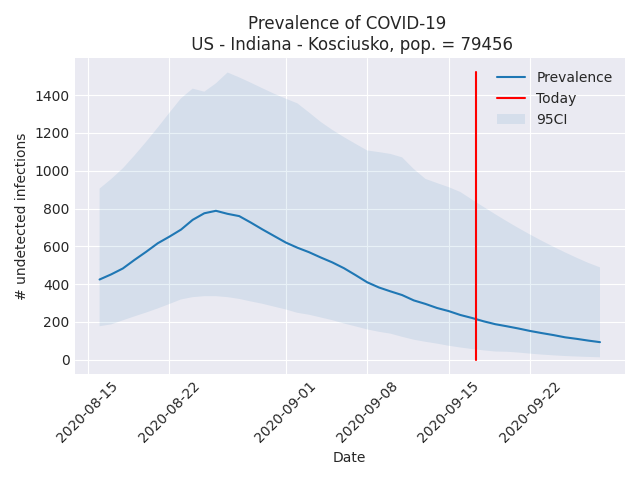 Prevalence of COVID-19
US - Indiana - Kosciusko, pop. = 79456
Prevalence
Today
95CI
# undetected infections
1400
1200
1000
800
600
400
200
0
2020-08-15
2020-08-22
2020-09-01
2020-09-08
2020-09-15
2020-09-22
Date